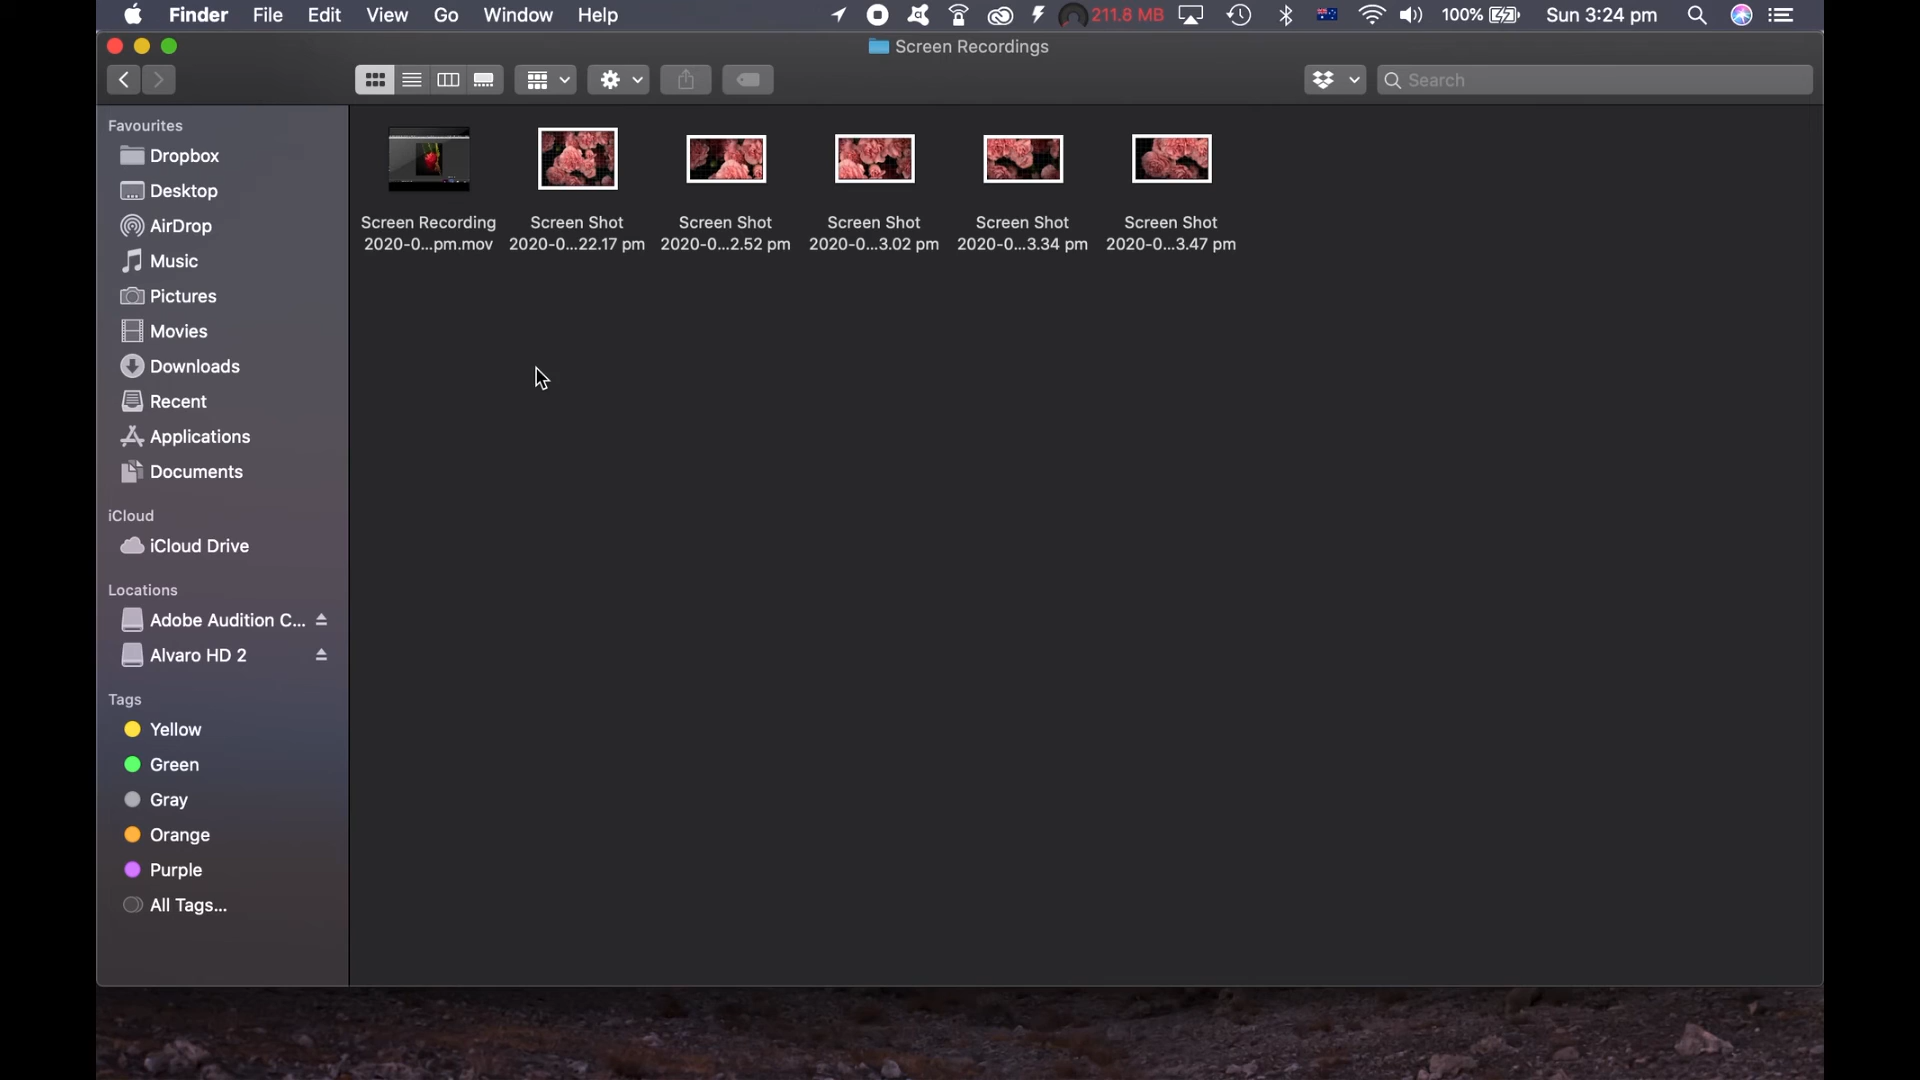 Finder File Edit View Go Window Help 211.8 MB 100% Sun 3:24 pm
Screen Recordings
Search
Favourites
Dropbox
Desktop
AirDrop
Music
Pictures
Movies
Downloads
Recent
Applications
Documents
iCloud
iCloud Drive
Locations
Adobe Audition C...
Alvaro HD 2
Tags
Yellow
Green
Gray
Orange
Purple
All Tags...
Screen Recording
2020-0...pm.mov
Screen Shot
2020-0...22.17 pm
Screen Shot
2020-0...2.52 pm
Screen Shot
2020-0...3.02 pm
Screen Shot
2020-0...3.34 pm
Screen Shot
2020-0...3.47 pm